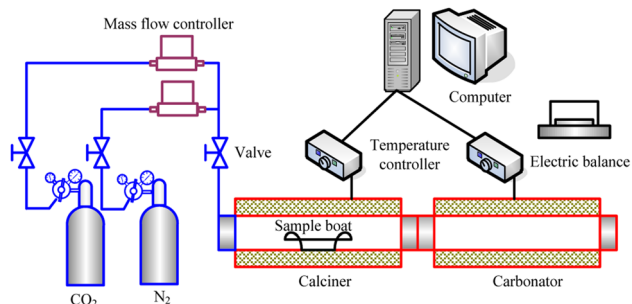 Mass flow controller
Computer
Valve
Temperature
controller
Electric balance
Sample boat
Calciner
Carbonator
CO2
N2